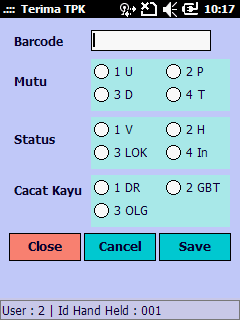 .:::: Terima TPK 10:17
Barcode
Mutu 1 U 2 P
3 D 4 T
Status 1 V 2 H
3 LOK 4 In
Cacat Kayu 1 DR 2 GBT
3 OLG
Close Cancel Save
User : 2 | Id Hand Held : 001